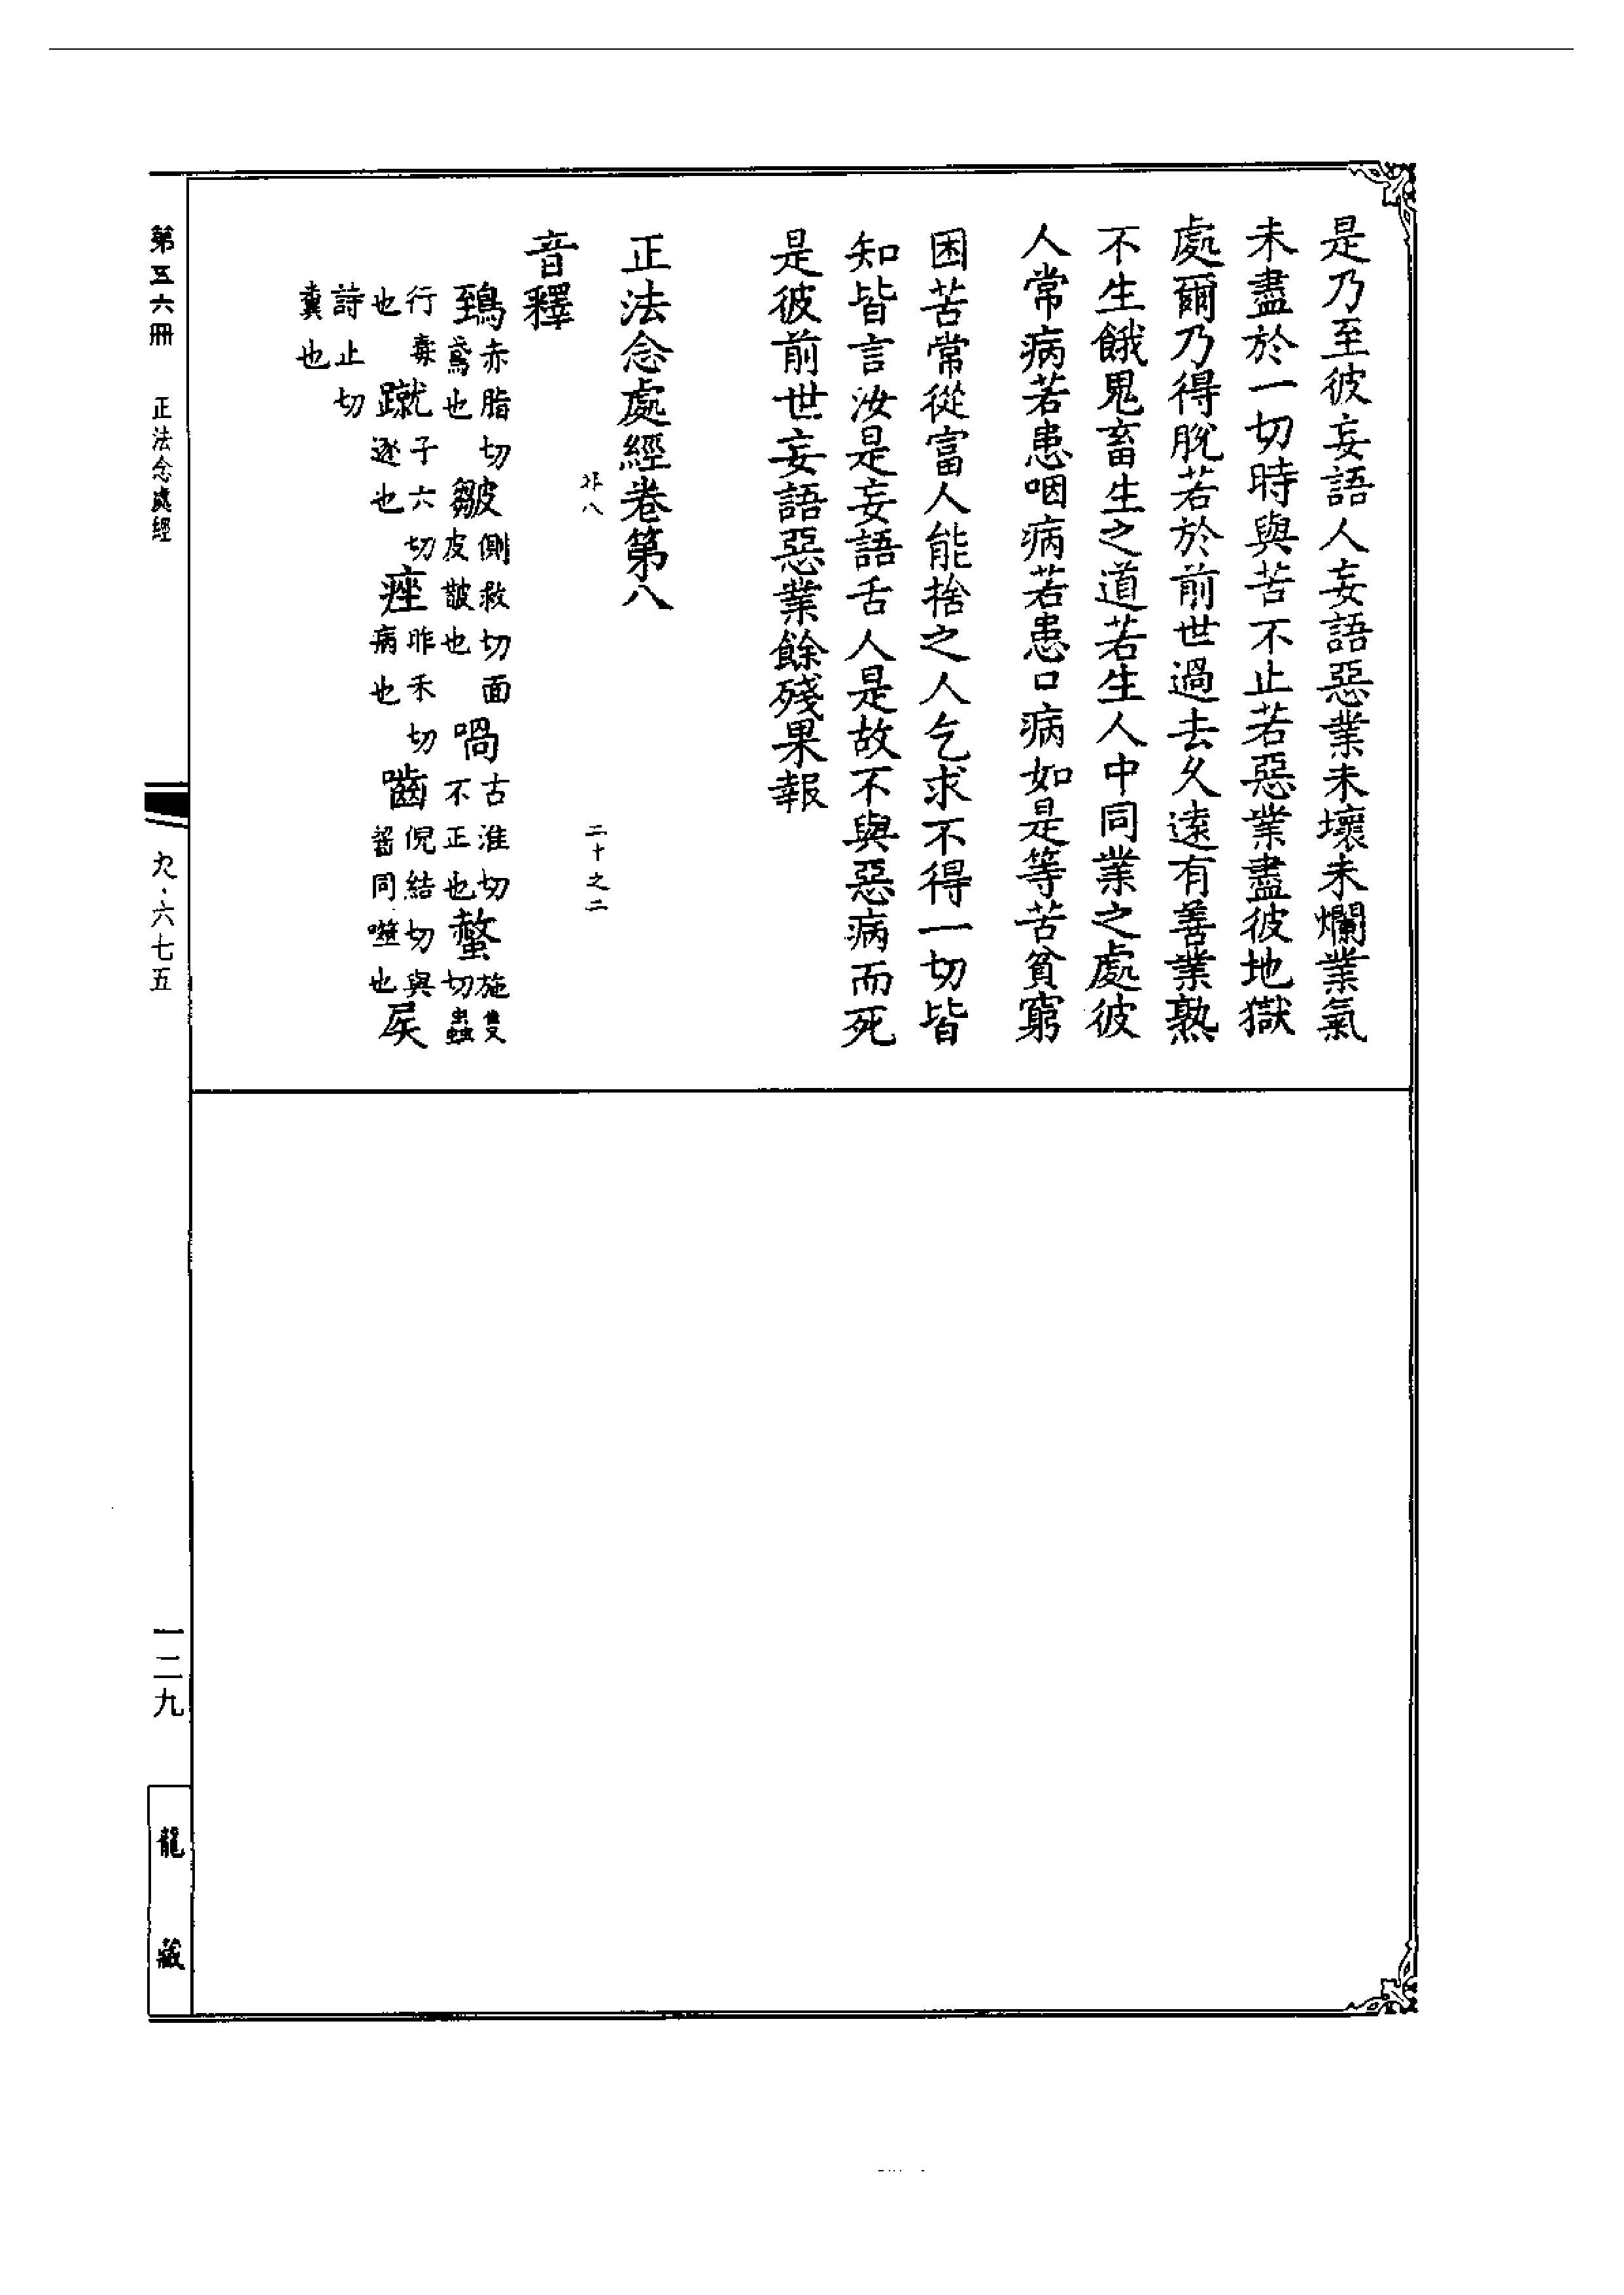 是乃至彼妄語人妄語惡業未壞未爛業氣
未盡於一切時與苦不止若惡業盡彼地獄
處爾乃得脫若於前世過去久遠有善業熟
不生餓鬼畜生之道若生人中同業之處彼
人常病若患咽病若患口病如是等苦貧窮
困苦常從富人能捨之人乞求不得一切皆
知皆言汝是妄語舌人是故不與惡病而死
是彼前世妄語惡業餘殘果報
正法念處經卷第八
非八 二十之二
音釋
鵄赤脂切鳶也 皺側救切面皮皵也 喎古淮切不正也 螫施隻切蟲
行毒也 蹴就子六切逐也 痤昨禾切病也 嚙倪結切與齧同噬也 屎
詩止切糞也
第五六冊 正法念處經 九·六七五 一二九
龍藏